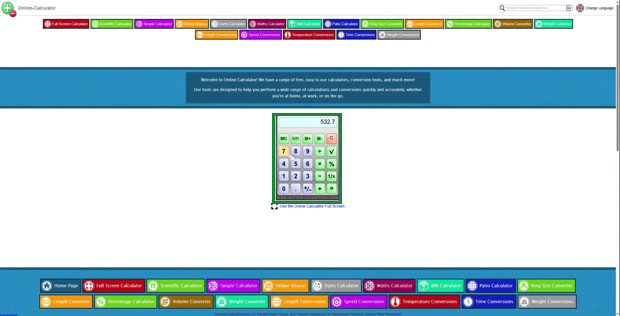 Online-Calculator
Change Language
Full Screen Calculator Scientific Calculator Simple Calculator Online Abacus Darts Calculator Maths Calculator BMI Calculator Patio Calculator Ring Size Converter Length Converter Percentage Calculator Volume Converter Weight Converter
Length Conversions Speed Conversions Temperature Conversions Time Conversions Weight Conversions
Welcome to Online Calculator! We have a range of free, easy to use calculators, conversion tools, and much more!
Our tools are designed to help you perform a wide range of calculations and conversions quickly and accurately, whether
you're at home, at work, or on the go.
532.7
MC MR M+ M- C
7 8 9 ÷ √
4 5 6 × %
1 2 3 − 1/x
0 . +/- + =
Use the Online Calculator Full Screen
Home Page Full Screen Calculator Scientific Calculator Simple Calculator Online Abacus Darts Calculator Maths Calculator BMI Calculator Patio Calculator Ring Size Converter
Length Converter Percentage Calculator Volume Converter Weight Converter Length Conversions Speed Conversions Temperature Conversions Time Conversions Weight Conversions